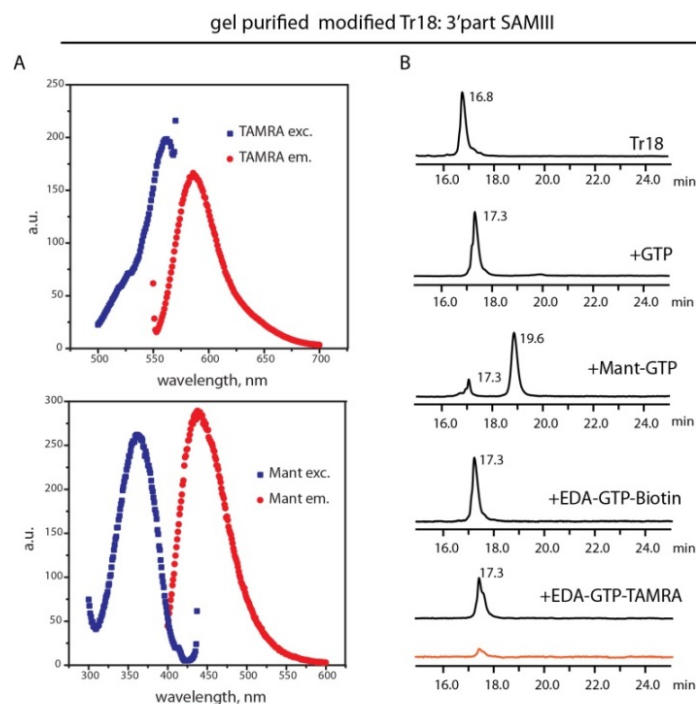 gel purified modified Tr18: 3'part SAMIII
A
250
200
150
100
50
0
a.u.
TAMRA exc.
TAMRA em.
500 550 600 650 700
wavelength, nm
300
250
200
150
100
50
0
a.u.
Mant exc.
Mant em.
300 350 400 450 500 550 600
wavelength, nm
B
16.8
Tr18
16.0 18.0 20.0 22.0 24.0 min
17.3
+GTP
16.0 18.0 20.0 22.0 24.0 min
19.6
+Mant-GTP
17.3
16.0 18.0 20.0 22.0 24.0 min
17.3
+EDA-GTP-Biotin
16.0 18.0 20.0 22.0 24.0 min
17.3
+EDA-GTP-TAMRA
16.0 18.0 20.0 22.0 24.0 min